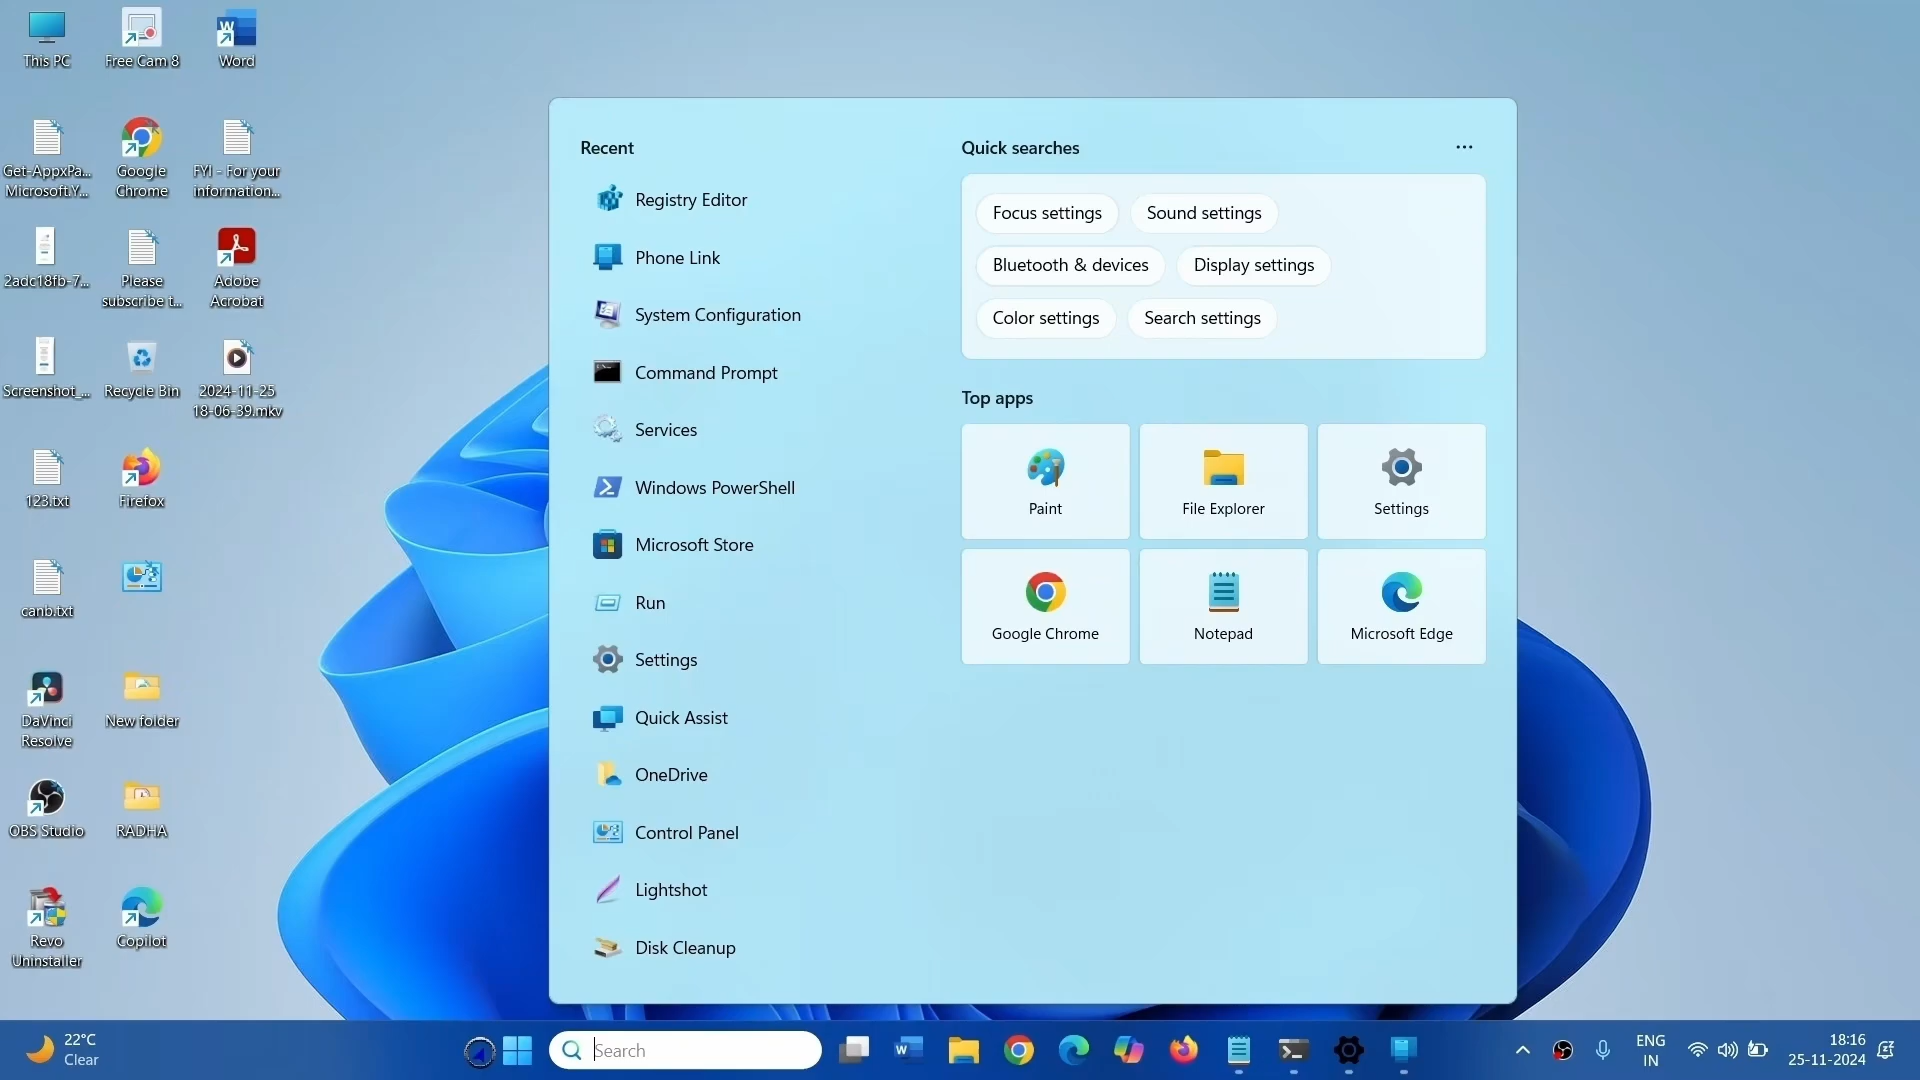 This PC
Free Cam 8
Word
Get-AppxPa...
Microsoft.Y...
Google
Chrome
FYI - For your
information...
2adc18fb-7...
Please
subscribe t...
Adobe
Acrobat
Screenshot_...
Recycle Bin
2024-11-25
18-06-39.mkv
123.txt
Firefox
canb.txt
DaVinci
Resolve
New folder
OBS Studio
RADHA
Revo
Uninstaller
Copilot
Recent
Registry Editor
Phone Link
System Configuration
Command Prompt
Services
Windows PowerShell
Microsoft Store
Run
Settings
Quick Assist
OneDrive
Control Panel
Lightshot
Disk Cleanup
Quick searches
Focus settings
Sound settings
Bluetooth & devices
Display settings
Color settings
Search settings
Top apps
Paint
File Explorer
Settings
Google Chrome
Notepad
Microsoft Edge
22°C
Clear
Search
ENG
IN
18:16
25-11-2024